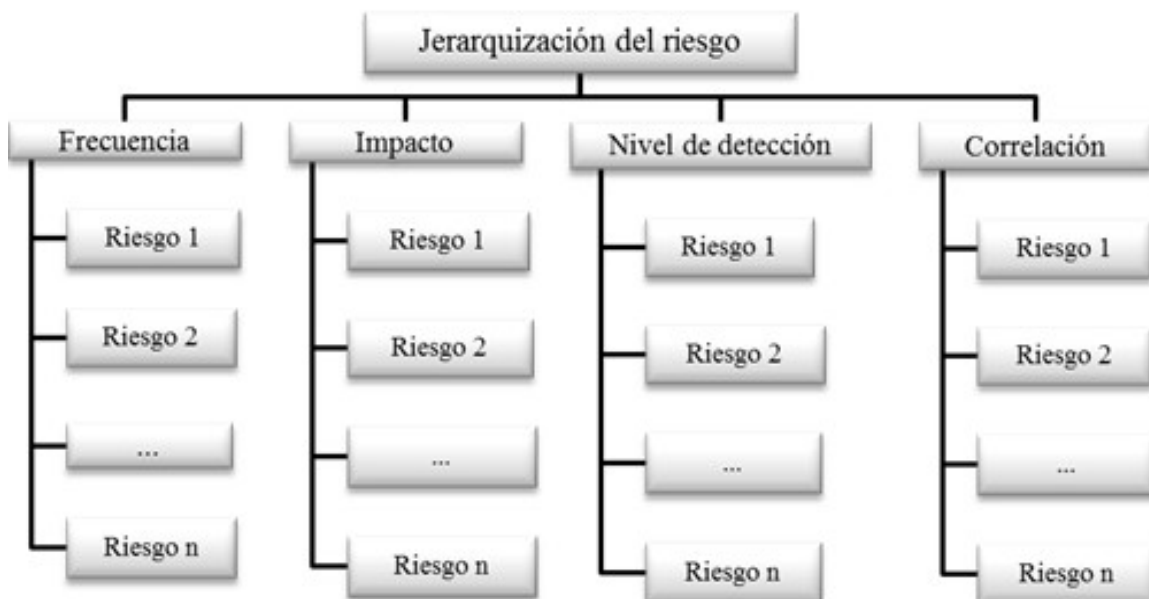 Jerarquización del riesgo
Frecuencia
Riesgo 1
Riesgo 2
...
Riesgo n
Impacto
Riesgo 1
Riesgo 2
...
Riesgo n
Nivel de detección
Riesgo 1
Riesgo 2
...
Riesgo n
Correlación
Riesgo 1
Riesgo 2
...
Riesgo n